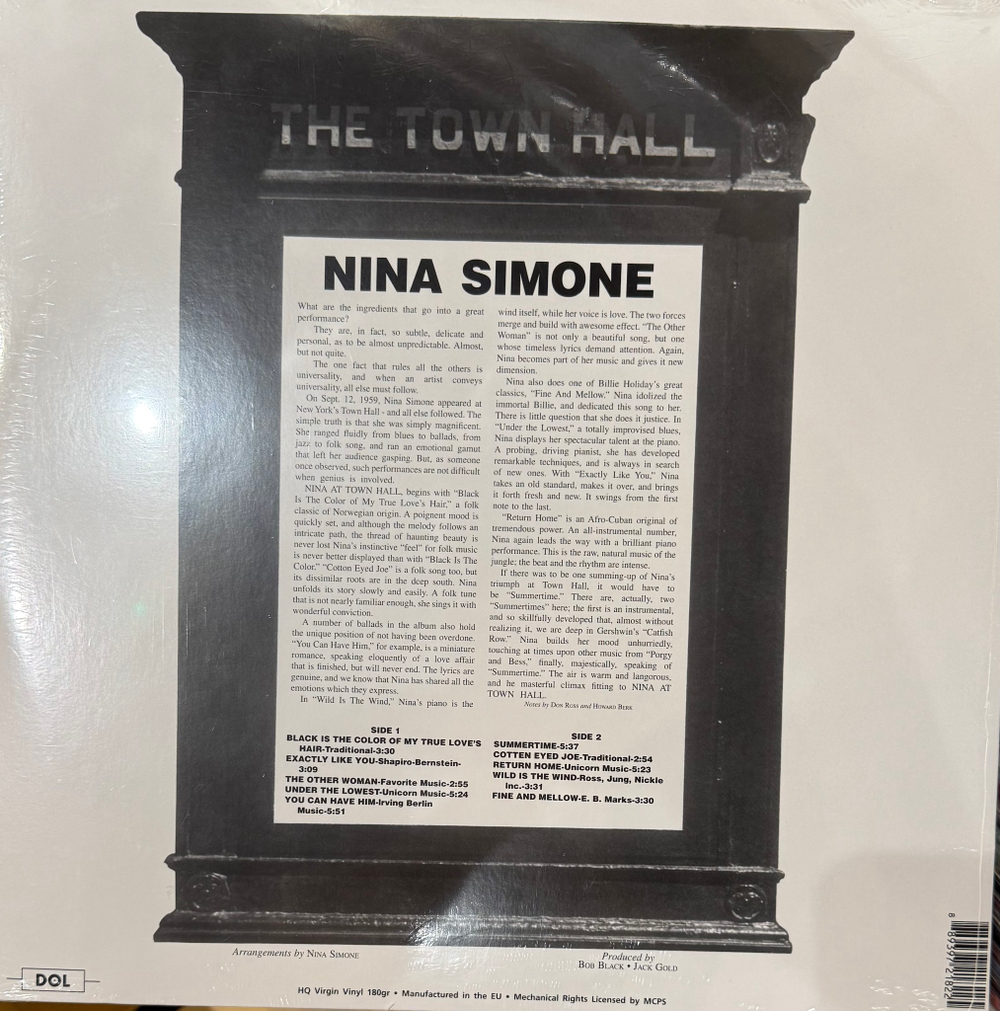 THE TOWN HALL
NINA SIMONE
What are the ingredients that go into a great
performance?
They are, in fact, so subtle, delicate and
personal, as to be almost unpredictable. Almost,
but not quite.
The one fact that rules all the others is
universality, and when an artist conveys
universality, all else must follow.
On Sept. 12, 1959, Nina Simone appeared at
New York's Town Hall - and all else followed. The
simple truth is that she was simply magnificent.
She ranged fluidly from blues to ballads, from
jazz to folk song, and ran an emotional gamut
that left her audience gasping. But, as someone
once observed, such performances are not difficult
when genius is involved.
NINA AT TOWN HALL, begins with "Black
Is The Color of My True Love's Hair," a folk
classic of Norwegian origin. A poignent mood is
quickly set, and although the melody follows an
intricate path, the thread of haunting beauty is
never lost Nina's instinctive "feel" for folk music
is never better displayed than with "Black Is The
Color." "Cotton Eyed Joe" is a folk song too, but
its dissimilar roots are in the deep south. Nina
unfolds its story slowly and easily. A folk tune
that is not nearly familiar enough, she sings it with
wonderful conviction.
A number of ballads in the album also hold
the unique position of not having been overdone.
"You Can Have Him," for example, is a miniature
romance, speaking eloquently of a love affair
that is finished, but will never end. The lyrics are
genuine, and we know that Nina has shared all the
emotions which they express.
In "Wild Is The Wind," Nina's piano is the
wind itself, while her voice is love. The two forces
merge and build with awesome effect. "The Other
Woman" is not only a beautiful song, but one
whose timeless lyrics demand attention. Again,
Nina becomes part of her music and gives it new
dimension.
Nina also does one of Billie Holiday's great
classics, "Fine And Mellow," Nina idolized the
immortal Billie, and dedicated this song to her.
There is little question that she does it justice. In
"Under the Lowest," a totally improvised blues,
Nina displays her spectacular talent at the piano.
A probing, driving pianist, she has developed
remarkable techniques, and is always in search
of new ones. With "Exactly Like You," Nina
takes an old standard, makes it over, and brings
it forth fresh and new. It swings from the first
note to the last.
"Return Home" is an Afro-Cuban original of
tremendous power. An all-instrumental number,
Nina again leads the way with a brilliant piano
performance. This is the raw, natural music of the
jungle; the beat and the rhythm are intense.
If there was to be one summing-up of Nina's
triumph at Town Hall, it would have to
be "Summertime." There are, actually, two
"Summertimes" here; the first is an instrumental,
and so skillfully developed that, almost without
realizing it, we are deep in Gershwin's "Catfish
Row." Nina builds her mood unhurriedly,
touching at times upon other music from "Porgy
and Bess," finally, majestically, speaking of
"Summertime." The air is warm and langorous,
and he masterful climax fitting to NINA AT
TOWN HALL.
Notes by DON ROSS and HOWARD BERK
SIDE 1
BLACK IS THE COLOR OF MY TRUE LOVE'S
HAIR-Traditional-3:30
EXACTLY LIKE YOU-Shapiro-Bernstein-
3:09
THE OTHER WOMAN-Favorite Music-2:55
UNDER THE LOWEST-Unicorn Music-5:24
YOU CAN HAVE HIM-Irving Berlin
Music-5:51
SIDE 2
SUMMERTIME-5:37
COTTEN EYED JOE-Traditional-2:54
RETURN HOME-Unicorn Music-5:23
WILD IS THE WIND-Ross, Jung, Nickle
Inc.-3:31
FINE AND MELLOW-E. B. Marks-3:30
Arrangements by NINA SIMONE
Produced by
BOB BLACK • JACK GOLD
DOL
HQ Virgin Vinyl 180gr • Manufactured in the EU • Mechanical Rights Licensed by MCPS